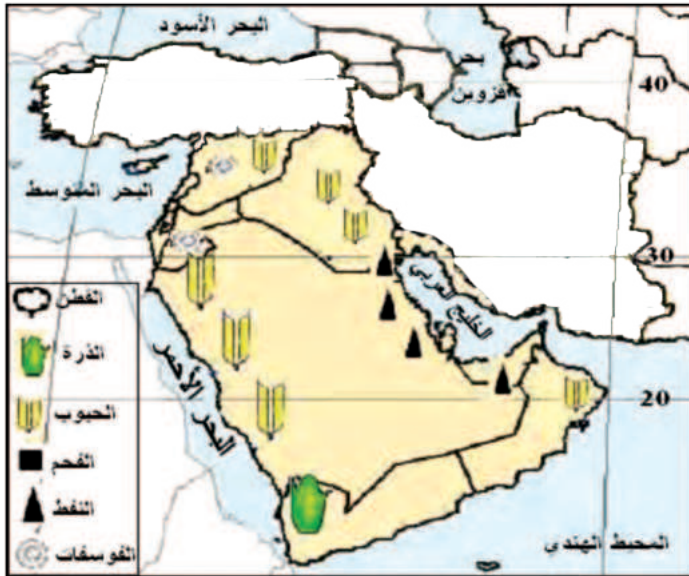 البحر الأسود
بحر
قزوين
40
البحر المتوسط
30
الخليج العربي
القطن
الذرة
الحبوب
الفحم
النفط
الفوسفات
البحر الأحمر
20
المحيط الهندي